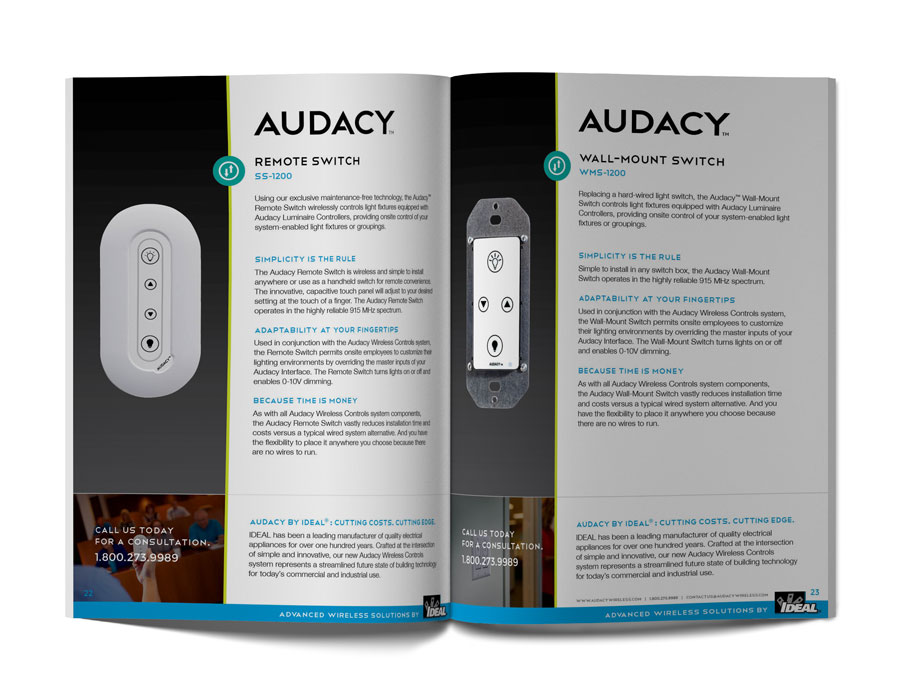 AUDACY™
REMOTE SWITCH
SS-1200
Using our exclusive maintenance-free technology, the Audacy™
Remote Switch wirelessly controls light fixtures equipped with
Audacy Luminaire Controllers, providing onsite control of your
system-enabled light fixtures or groupings.
SIMPLICITY IS THE RULE
The Audacy Remote Switch is wireless and simple to install
anywhere or use as a handheld switch for remote convenience.
The innovative, capacitive touch panel will adjust to your desired
setting at the touch of a finger. The Audacy Remote Switch
operates in the highly reliable 915 MHz spectrum.
ADAPTABILITY AT YOUR FINGERTIPS
Used in conjunction with the Audacy Wireless Controls system,
the Remote Switch permits onsite employees to customize their
lighting environments by overriding the master inputs of your
Audacy Interface. The Remote Switch turns lights on or off and
enables 0-10V dimming.
BECAUSE TIME IS MONEY
As with all Audacy Wireless Controls system components,
the Audacy Remote Switch vastly reduces installation time and
costs versus a typical wired system alternative. And you have
the flexibility to place it anywhere you choose because there
are no wires to run.
AUDACY
CALL US TODAY
FOR A CONSULTATION.
1.800.273.9989
AUDACY BY IDEAL®: CUTTING COSTS. CUTTING EDGE.
IDEAL has been a leading manufacturer of quality electrical
appliances for over one hundred years. Crafted at the intersection
of simple and innovative, our new Audacy Wireless Controls
system represents a streamlined future state of building technology
for today's commercial and industrial use.
22
ADVANCED WIRELESS SOLUTIONS BY IDEAL
AUDACY™
WALL-MOUNT SWITCH
WMS-1200
Replacing a hard-wired light switch, the Audacy™ Wall-Mount
Switch controls light fixtures equipped with Audacy Luminaire
Controllers, providing onsite control of your system-enabled light
fixtures or groupings.
SIMPLICITY IS THE RULE
Simple to install in any switch box, the Audacy Wall-Mount
Switch operates in the highly reliable 915 MHz spectrum.
ADAPTABILITY AT YOUR FINGERTIPS
Used in conjunction with the Audacy Wireless Controls system,
the Wall-Mount Switch permits onsite employees to customize
their lighting environments by overriding the master inputs of your
Audacy Interface. The Wall-Mount Switch turns lights on or off
and enables 0-10V dimming.
BECAUSE TIME IS MONEY
As with all Audacy Wireless Controls system components,
the Audacy Wall-Mount Switch vastly reduces installation time
and costs versus a typical wired system alternative. And you
have the flexibility to place it anywhere you choose because
there are no wires to run.
CALL US TODAY
FOR A CONSULTATION.
1.800.273.9989
AUDACY BY IDEAL®: CUTTING COSTS. CUTTING EDGE.
IDEAL has been a leading manufacturer of quality electrical
appliances for over one hundred years. Crafted at the intersection
of simple and innovative, our new Audacy Wireless Controls
system represents a streamlined future state of building technology
for today's commercial and industrial use.
WWW.AUDACYWIRELESS.COM | 1.800.273.9989 | CONTACTUS@AUDACYWIRELESS.COM
23
ADVANCED WIRELESS SOLUTIONS BY IDEAL